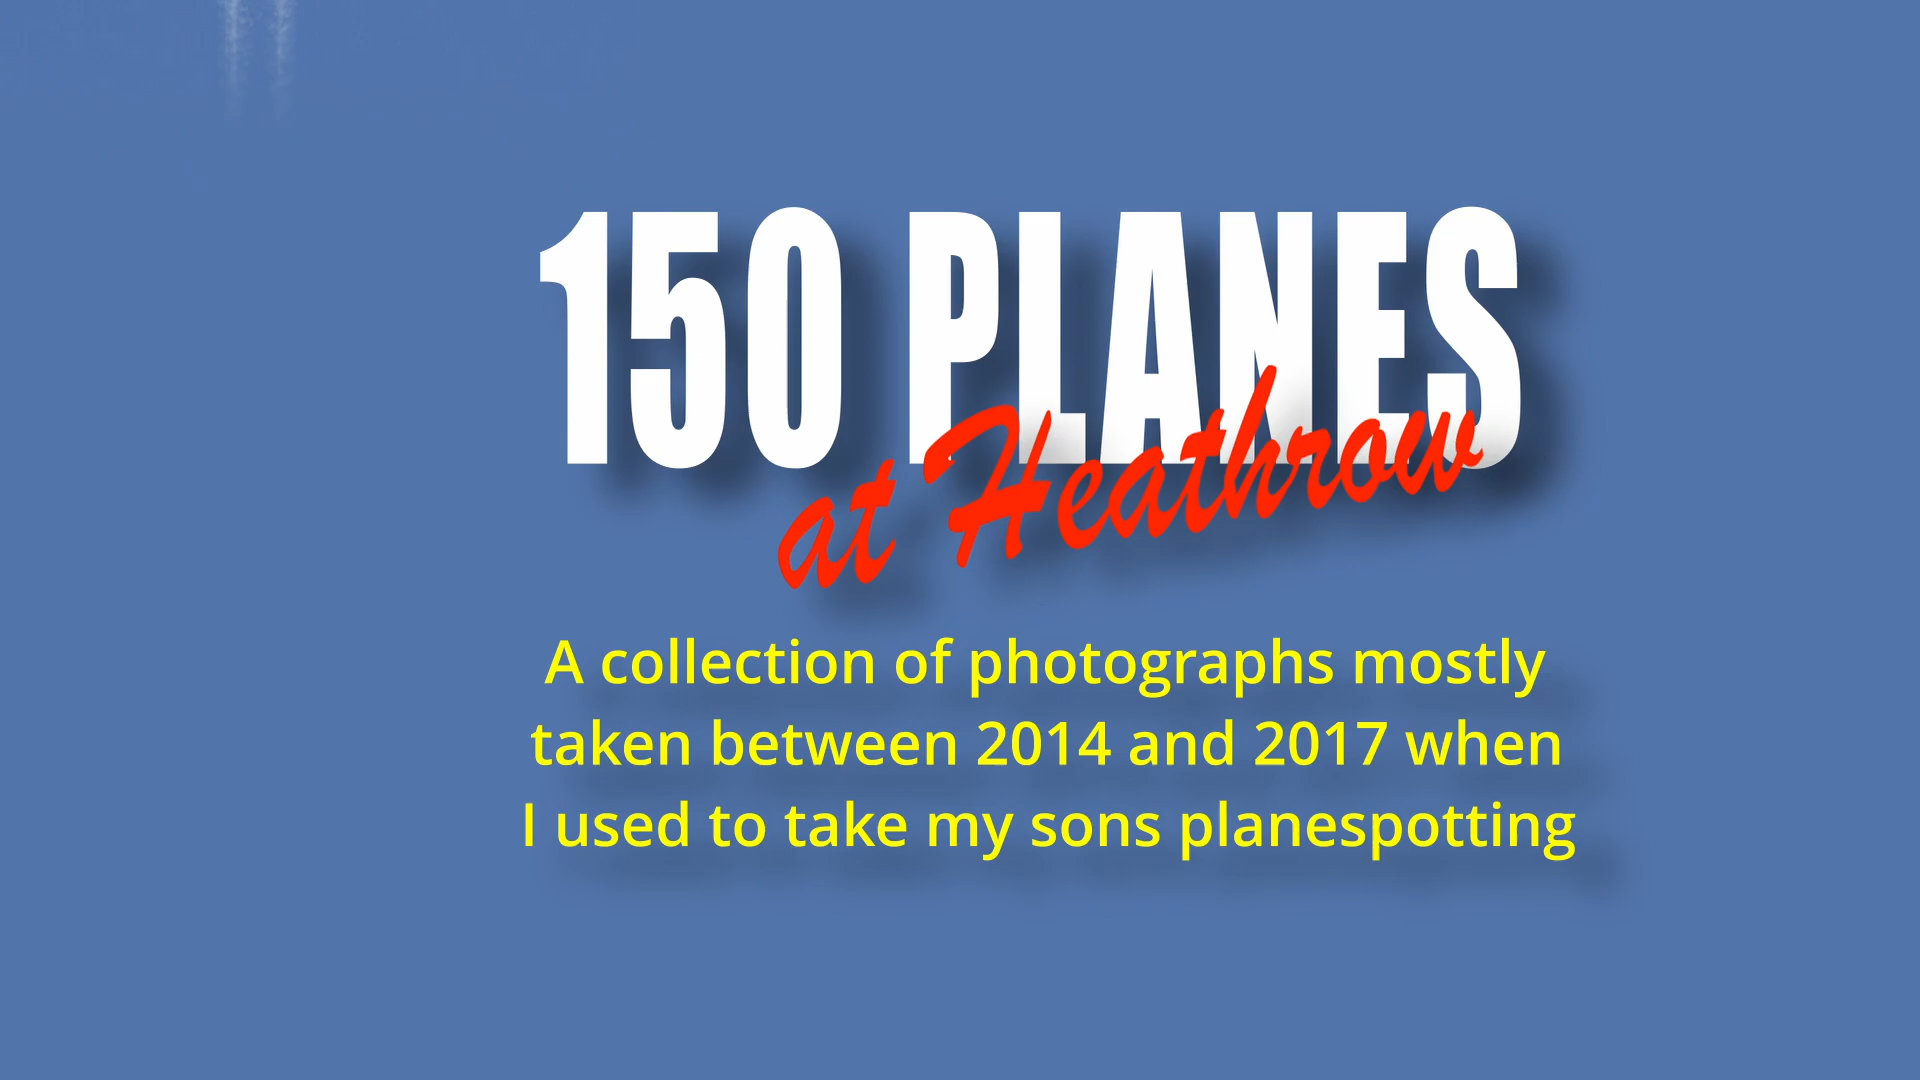 150 PLANES
at Heathrow
A collection of photographs mostly
taken between 2014 and 2017 when
I used to take my sons planespotting